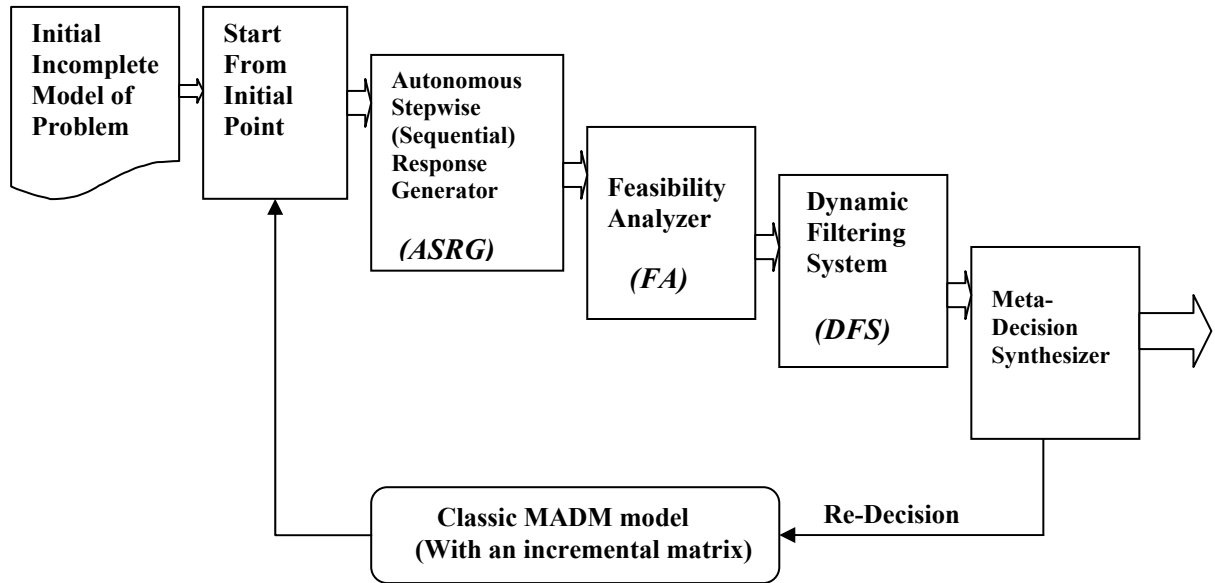 Initial
Incomplete
Model of
Problem
Start
From
Initial
Point
Autonomous
Stepwise
(Sequential)
Response
Generator
(ASRG)
Feasibility
Analyzer
(FA)
Dynamic
Filtering
System
(DFS)
Meta-
Decision
Synthesizer
Re-Decision
Classic MADM model
(With an incremental matrix)